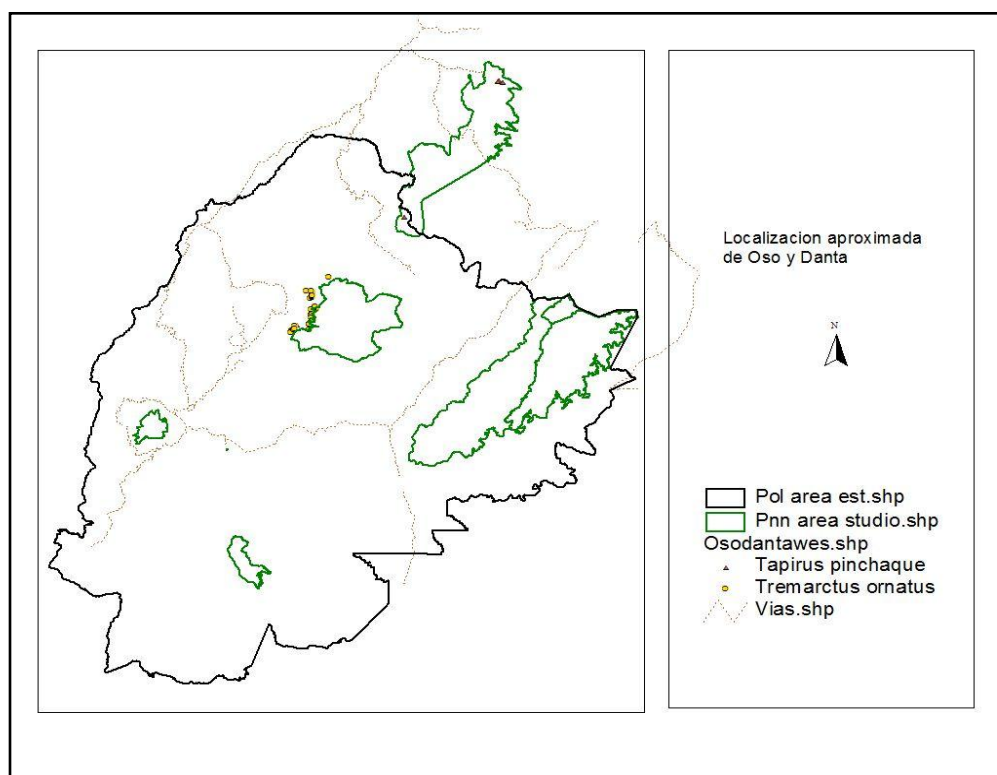 Localizacion aproximada
de Oso y Danta
N
Pol area est.shp
Pnn area studio.shp
Osodantawes.shp
Tapirus pinchaque
Tremarctus ornatus
Vias.shp